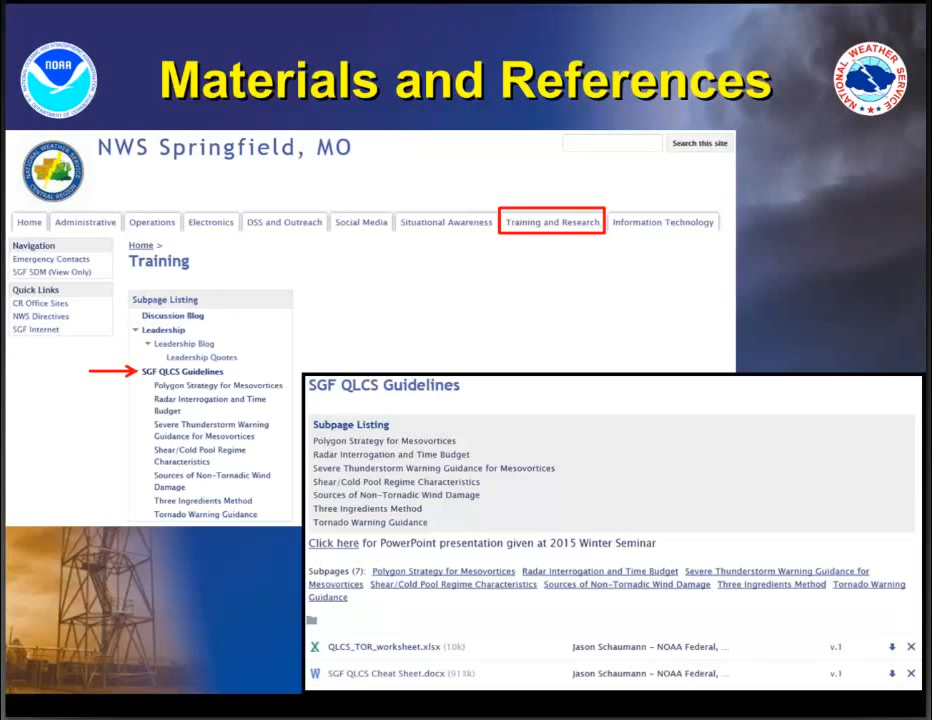 Materials and References
NOAA
NATIONAL WEATHER SERVICE
NATIONAL WEATHER SERVICE
CENTRAL REGION
NWS Springfield, MO
Search this site
Home Administrative Operations Electronics DSS and Outreach Social Media Situational Awareness Training and Research Information Technology
Navigation
Emergency Contacts
SGF SDM (View Only)
Quick Links
CR Office Sites
NWS Directives
SGF Internet
Home >
Training
Subpage Listing
Discussion Blog
Leadership
Leadership Blog
Leadership Quotes
SGF QLCS Guidelines
Polygon Strategy for Mesovortices
Radar Interrogation and Time
Budget
Severe Thunderstorm Warning
Guidance for Mesovortices
Shear/Cold Pool Regime
Characteristics
Sources of Non-Tornadic Wind
Damage
Three Ingredients Method
Tornado Warning Guidance
SGF QLCS Guidelines
Subpage Listing
Polygon Strategy for Mesovortices
Radar Interrogation and Time Budget
Severe Thunderstorm Warning Guidance for Mesovortices
Shear/Cold Pool Regime Characteristics
Sources of Non-Tornadic Wind Damage
Three Ingredients Method
Tornado Warning Guidance
Click here for PowerPoint presentation given at 2015 Winter Seminar
Subpages (7): Polygon Strategy for Mesovortices Radar Interrogation and Time Budget Severe Thunderstorm Warning Guidance for
Mesovortices Shear/Cold Pool Regime Characteristics Sources of Non-Tornadic Wind Damage Three Ingredients Method Tornado Warning
Guidance
QLCS_TOR_worksheet.xlsx (10k) Jason Schaumann - NOAA Federal, ... v.1
SGF QLCS Cheat Sheet.docx (913k) Jason Schaumann - NOAA Federal, ... v.1